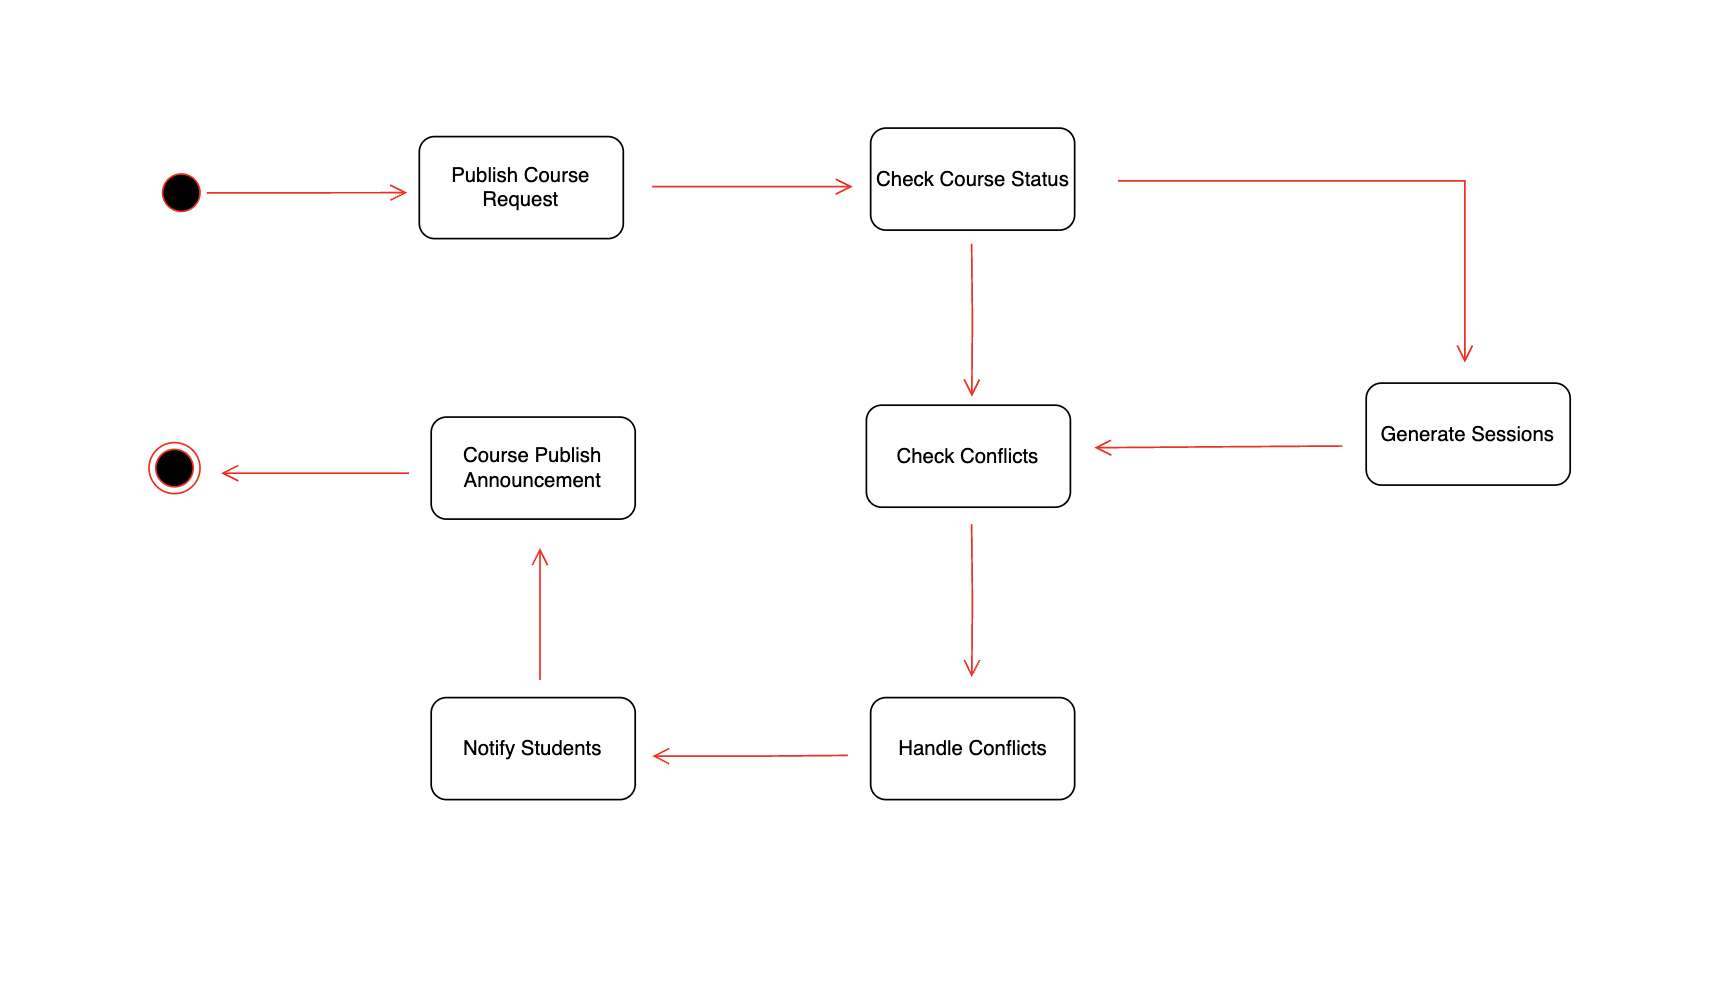 Publish Course
Request
Check Course Status
Generate Sessions
Check Conflicts
Course Publish
Announcement
Notify Students
Handle Conflicts